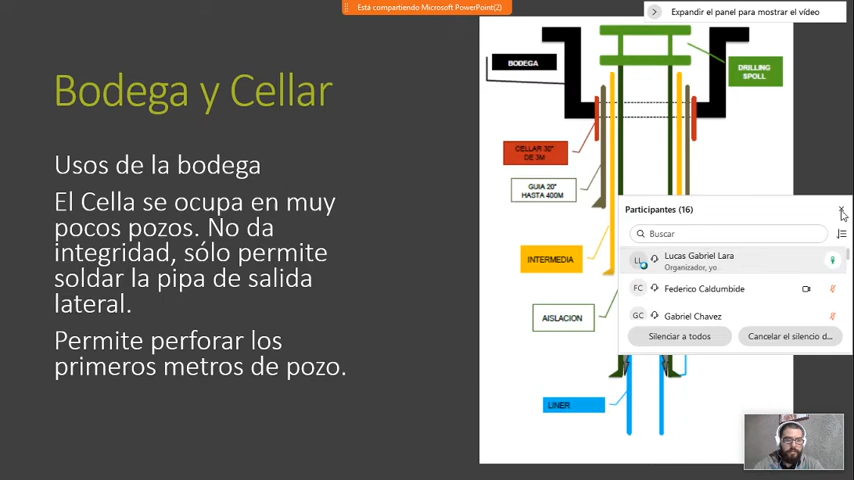 Está compartiendo Microsoft PowerPoint(2)
Expandir el panel para mostrar el vídeo
Bodega y Cellar
Usos de la bodega
El Cella se ocupa en muy
pocos pozos. No da
integridad, sólo permite
soldar la pipa de salida
lateral.
Permite perforar los
primeros metros de pozo.
BODEGA
DRILLING
SPOLL
CELLAR 30"
DE 3M
GUIA 20"
HASTA 400M
INTERMEDIA
AISLACION
LINER
Participantes (16)
Buscar
LL
Lucas Gabriel Lara
Organizador, yo
FC
Federico Caldumbide
GC
Gabriel Chavez
Silenciar a todos
Cancelar el silencio d...